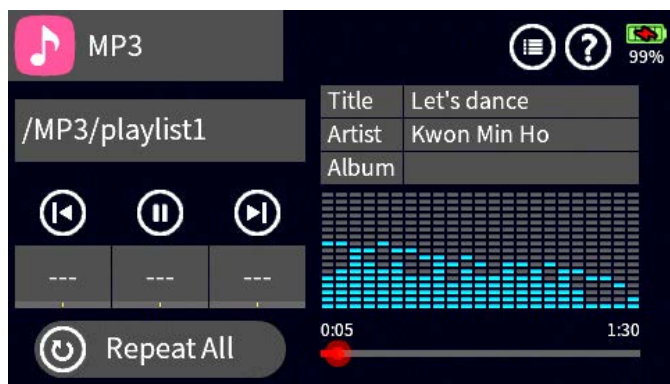 MP3
99%
/MP3/playlist1
Title Let's dance
Artist Kwon Min Ho
Album
--- --- ---
0:05 1:30
Repeat All